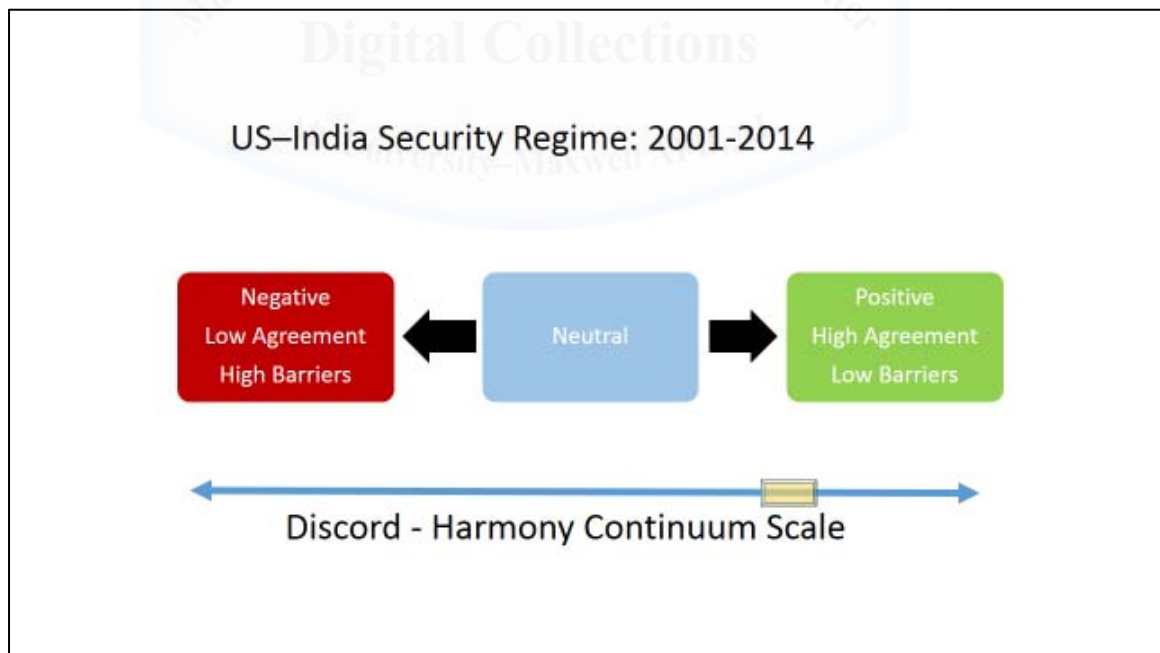 Digital Collections
US–India Security Regime: 2001-2014
Negative
Low Agreement
High Barriers
Neutral
Positive
High Agreement
Low Barriers
Discord - Harmony Continuum Scale